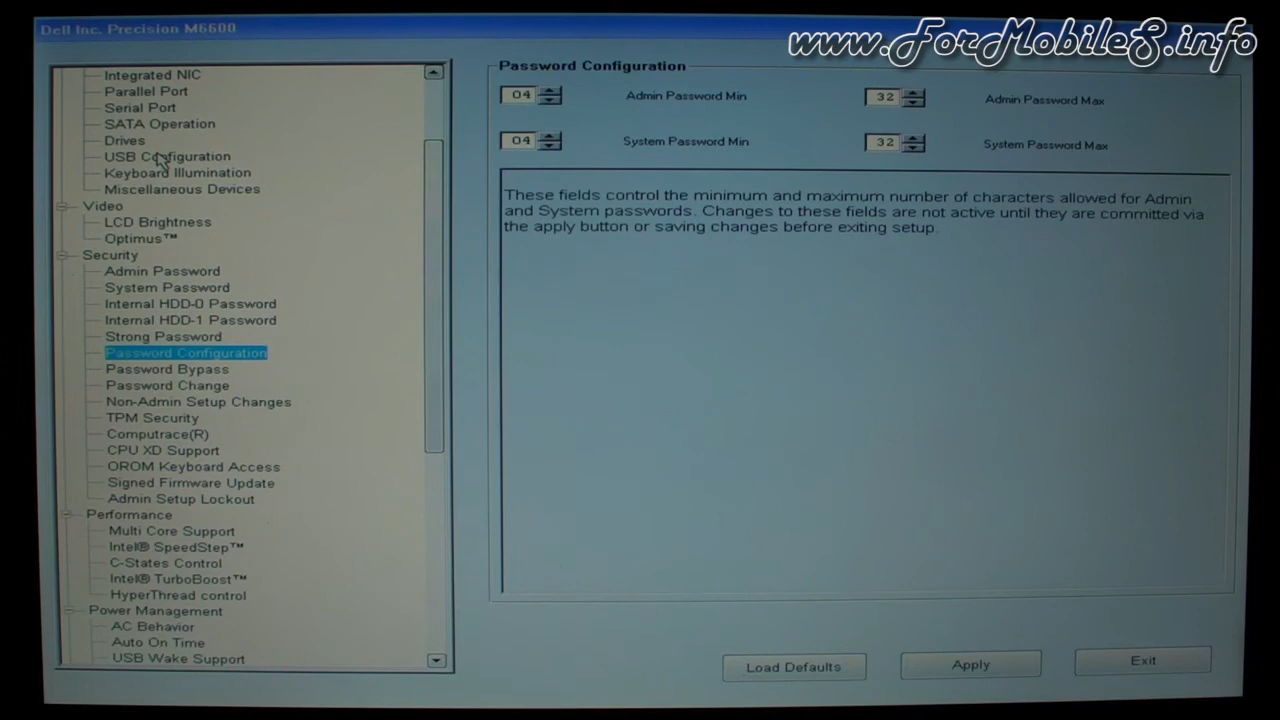 Dell Inc. Precision M6600
www.ForMobileS.info
Integrated NIC
Parallel Port
Serial Port
SATA Operation
Drives
USB Configuration
Keyboard Illumination
Miscellaneous Devices
Video
LCD Brightness
Optimus™
Security
Admin Password
System Password
Internal HDD-0 Password
Internal HDD-1 Password
Strong Password
Password Configuration
Password Bypass
Password Change
Non-Admin Setup Changes
TPM Security
Computrace(R)
CPU XD Support
OROM Keyboard Access
Signed Firmware Update
Admin Setup Lockout
Performance
Multi Core Support
Intel® SpeedStep™
C-States Control
Intel® TurboBoost™
HyperThread control
Power Management
AC Behavior
Auto On Time
USB Wake Support
Password Configuration
04 Admin Password Min 32 Admin Password Max
04 System Password Min 32 System Password Max
These fields control the minimum and maximum number of characters allowed for Admin
and System passwords. Changes to these fields are not active until they are committed via
the apply button or saving changes before exiting setup.
Load Defaults Apply Exit